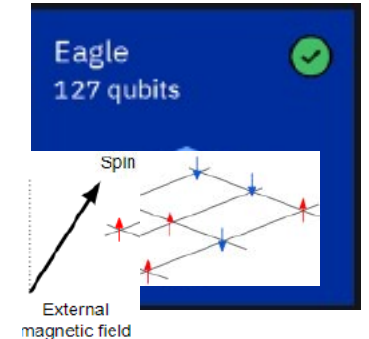 Eagle
127 qubits
Spin
External
magnetic field